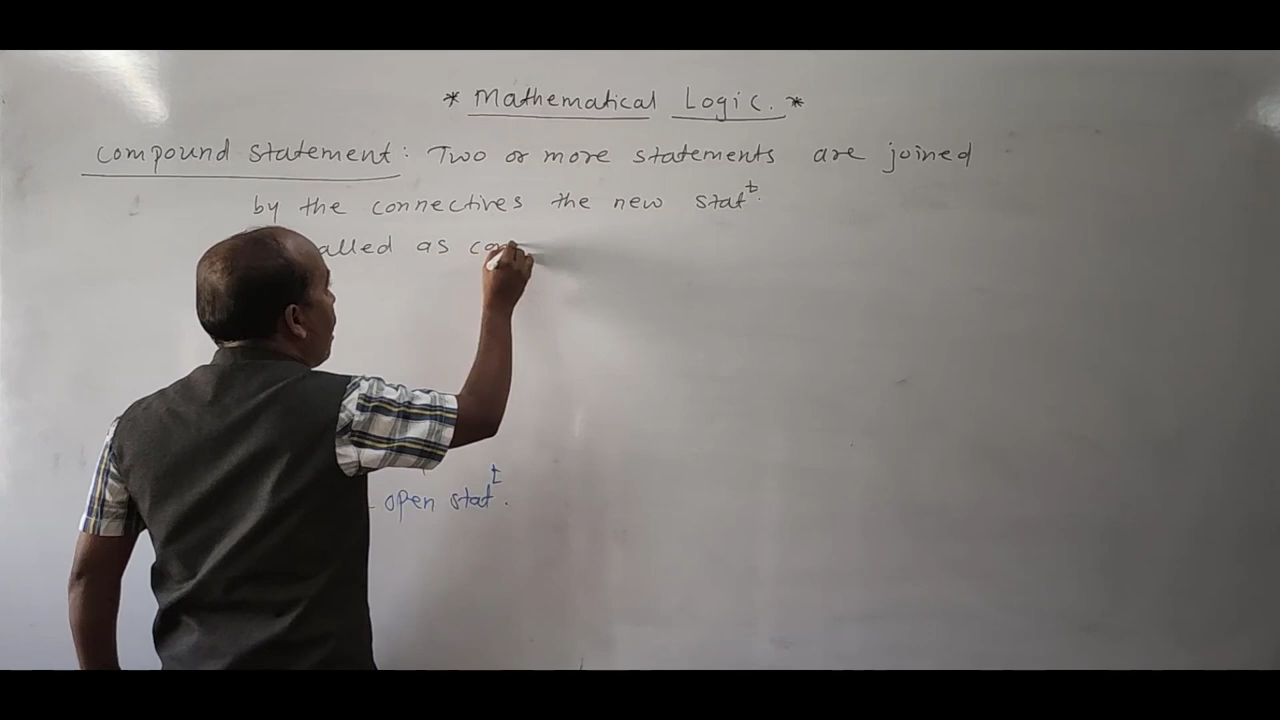 * Mathematical Logic. *
Compound Statement: Two or more statements are joined
by the connectives the new stat^t.
alled as co
open stat^t.